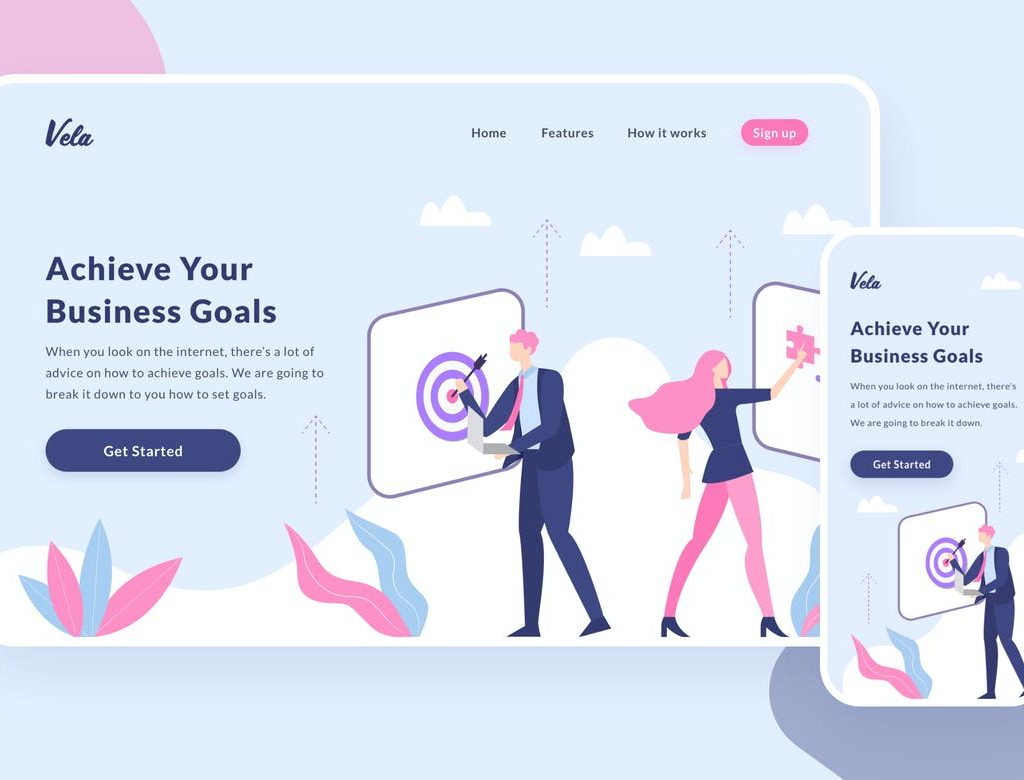 Vela
Home Features How it works Sign up
Achieve Your
Business Goals
When you look on the internet, there's a lot of
advice on how to achieve goals. We are going to
break it down to you how to set goals.
Get Started
Vela
Achieve Your
Business Goals
When you look on the internet, there's
a lot of advice on how to achieve goals.
We are going to break it down.
Get Started